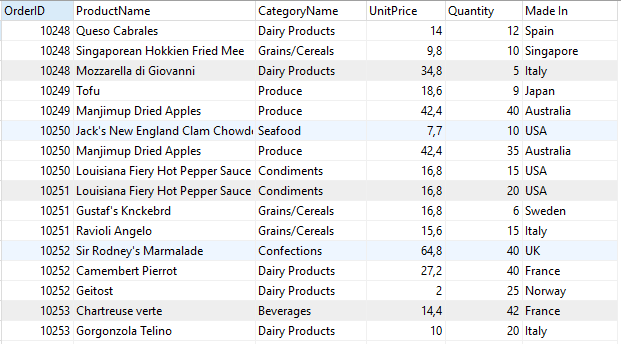 OrderID ProductName CategoryName UnitPrice Quantity Made In
10248 Queso Cabrales Dairy Products 14 12 Spain
10248 Singaporean Hokkien Fried Mee Grains/Cereals 9,8 10 Singapore
10248 Mozzarella di Giovanni Dairy Products 34,8 5 Italy
10249 Tofu Produce 18,6 9 Japan
10249 Manjimup Dried Apples Produce 42,4 40 Australia
10250 Jack's New England Clam Chowd Seafood 7,7 10 USA
10250 Manjimup Dried Apples Produce 42,4 35 Australia
10250 Louisiana Fiery Hot Pepper Sauce Condiments 16,8 15 USA
10251 Louisiana Fiery Hot Pepper Sauce Condiments 16,8 20 USA
10251 Gustaf's Knckebrd Grains/Cereals 16,8 6 Sweden
10251 Ravioli Angelo Grains/Cereals 15,6 15 Italy
10252 Sir Rodney's Marmalade Confections 64,8 40 UK
10252 Camembert Pierrot Dairy Products 27,2 40 France
10252 Geitost Dairy Products 2 25 Norway
10253 Chartreuse verte Beverages 14,4 42 France
10253 Gorgonzola Telino Dairy Products 10 20 Italy